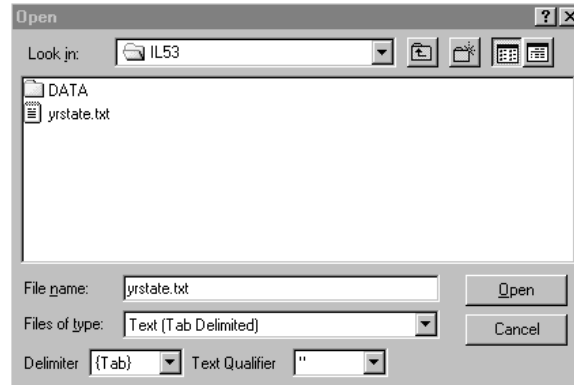 Open ? X
Look in: IL53
DATA
yrstate.txt
File name: yrstate.txt Open
Files of type: Text (Tab Delimited) Cancel
Delimiter {Tab} Text Qualifier "